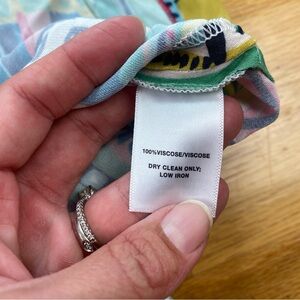 100%VISCOSE/VISCOSE
DRY CLEAN ONLY;
LOW IRON